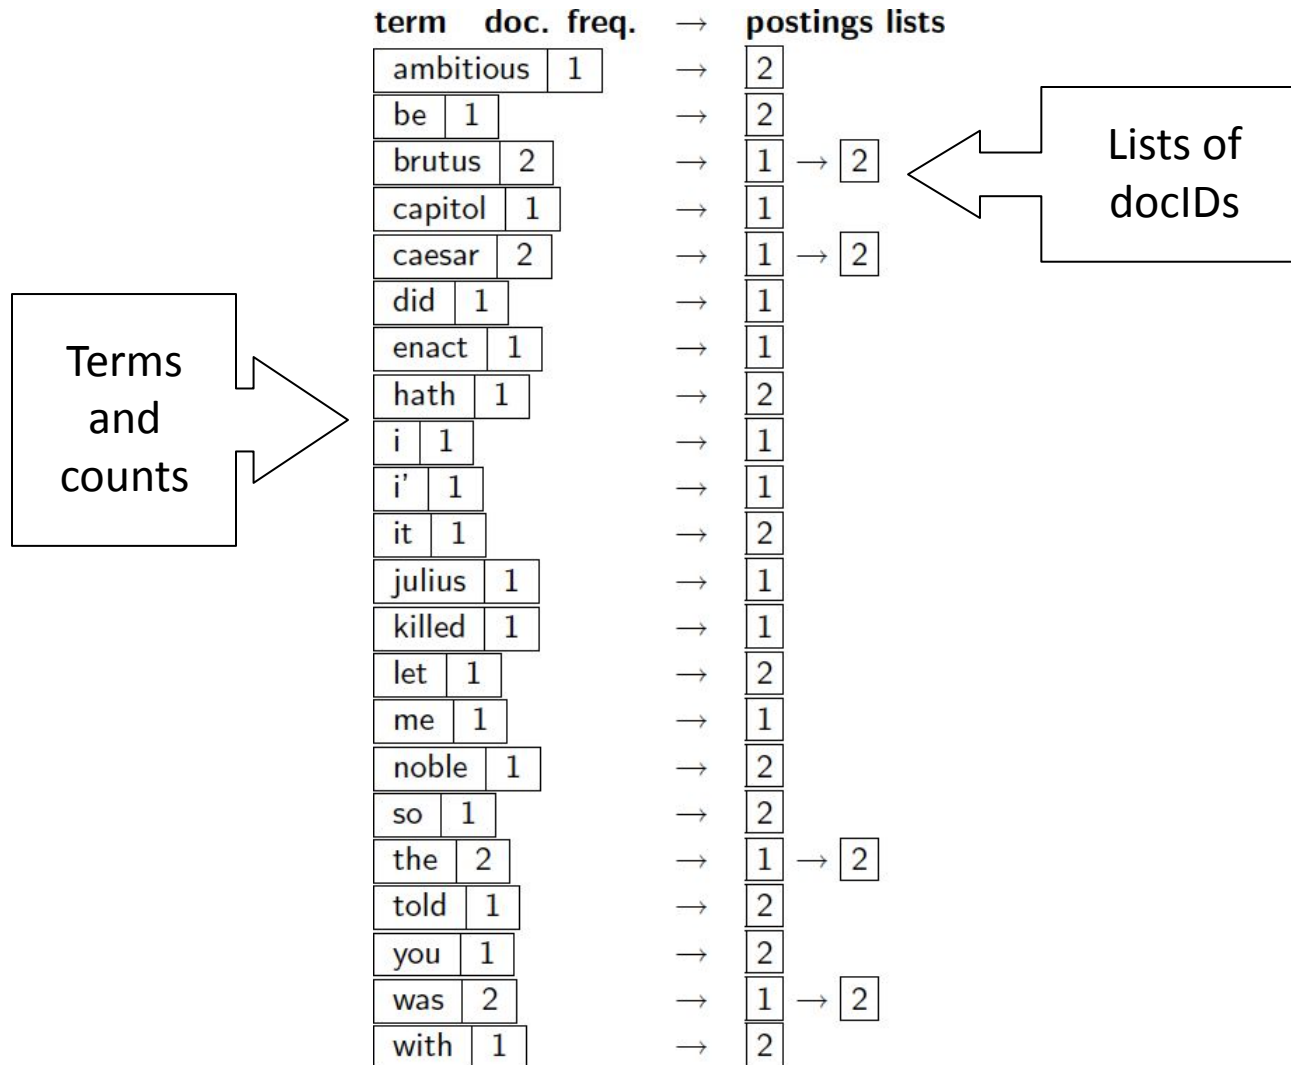 term doc. freq. → postings lists
ambitious 1 → 2
be 1 → 2
brutus 2 → 1 → 2
capitol 1 → 1
caesar 2 → 1 → 2
did 1 → 1
enact 1 → 1
hath 1 → 2
i 1 → 1
i' 1 → 1
it 1 → 2
julius 1 → 1
killed 1 → 1
let 1 → 2
me 1 → 1
noble 1 → 2
so 1 → 2
the 2 → 1 → 2
told 1 → 2
you 1 → 2
was 2 → 1 → 2
with 1 → 2
Lists of
docIDs
Terms
and
counts